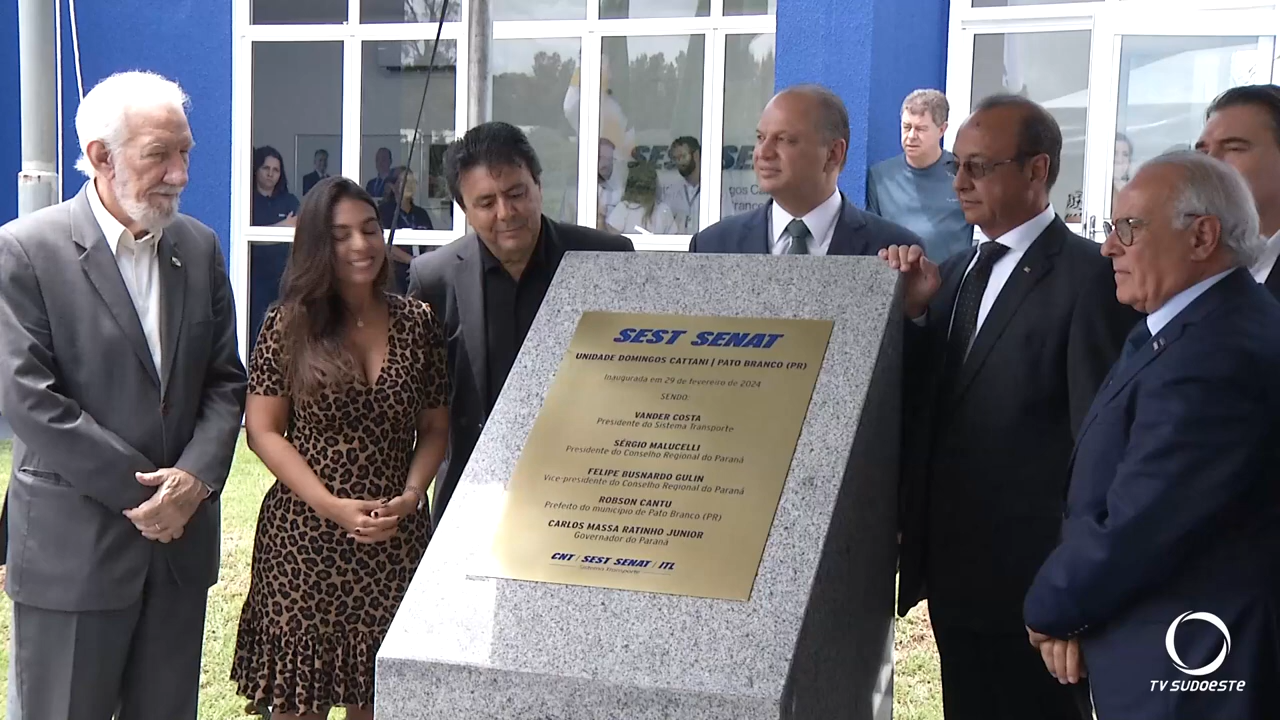 SEST SENAT
UNIDADE DOMINGOS CATTANI | PATO BRANCO (PR)
Inaugurada em 29 de fevereiro de 2024
SENDO:
VANDER COSTA
Presidente do Sistema Transporte
SÉRGIO MALUCELLI
Presidente do Conselho Regional do Paraná
FELIPE BUSNARDO GULIN
Vice-presidente do Conselho Regional do Paraná
ROBSON CANTU
Prefeito do município de Pato Branco (PR)
CARLOS MASSA RATINHO JUNIOR
Governador do Paraná
CNT / SEST SENAT / ITL
Sistema Transporte
TV SUDOESTE